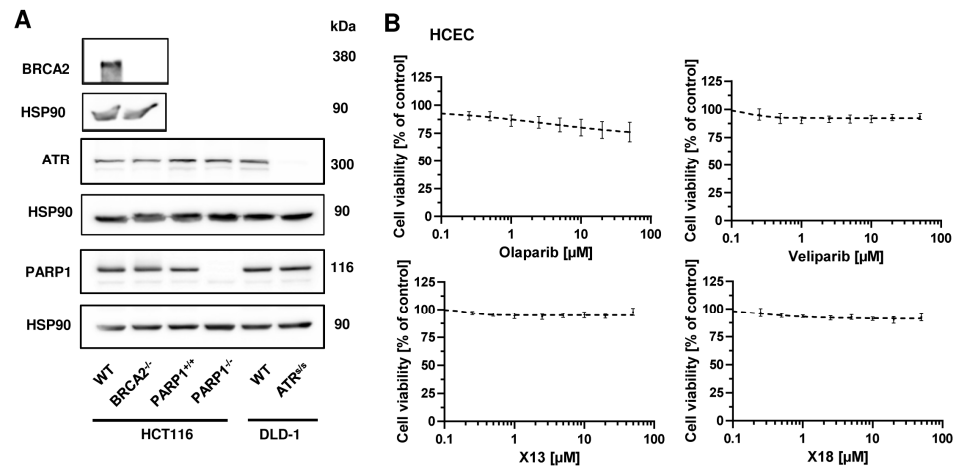 A
kDa
BRCA2
380
HSP90
90
ATR
300
HSP90
90
PARP1
116
HSP90
90
WT
BRCA2-/-
PARP1+/+
PARP1-/-
WT
ATRs/s
HCT116
DLD-1
B
HCEC
Cell viability [% of control]
125
100
75
50
25
0
0.1
1
10
100
Olaparib [µM]
Cell viability [% of control]
125
100
75
50
25
0
0.1
1
10
100
Veliparib [µM]
Cell viability [% of control]
125
100
75
50
25
0
0.1
1
10
100
X13 [µM]
Cell viability [% of control]
125
100
75
50
25
0
0.1
1
10
100
X18 [µM]